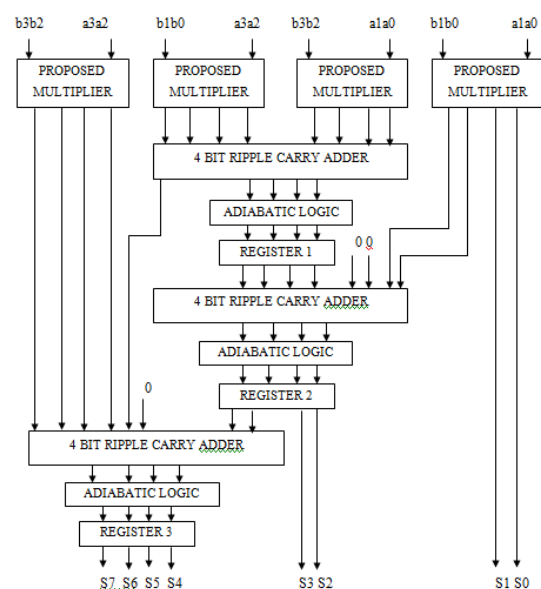 b3b2 a3a2 b1b0 a3a2 b3b2 a1a0 b1b0 a1a0
PROPOSED MULTIPLIER
PROPOSED MULTIPLIER
PROPOSED MULTIPLIER
PROPOSED MULTIPLIER
4 BIT RIPPLE CARRY ADDER
ADIABATIC LOGIC
0 0
REGISTER 1
4 BIT RIPPLE CARRY ADDER
ADIABATIC LOGIC
0
REGISTER 2
4 BIT RIPPLE CARRY ADDER
ADIABATIC LOGIC
REGISTER 3
S7 S6 S5 S4 S3 S2 S1 S0